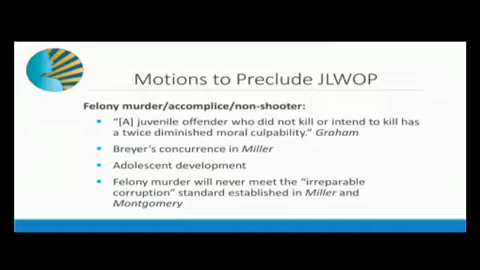 Motions to Preclude JLWOP
Felony murder/accomplice/non-shooter:
"[A] juvenile offender who did not kill or intend to kill has
a twice diminished moral culpability." Graham
Breyer's concurrence in Miller
Adolescent development
Felony murder will never meet the "irreparable
corruption" standard established in Miller and
Montgomery